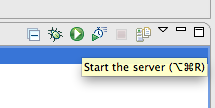 Start the server (⌥⌘R)